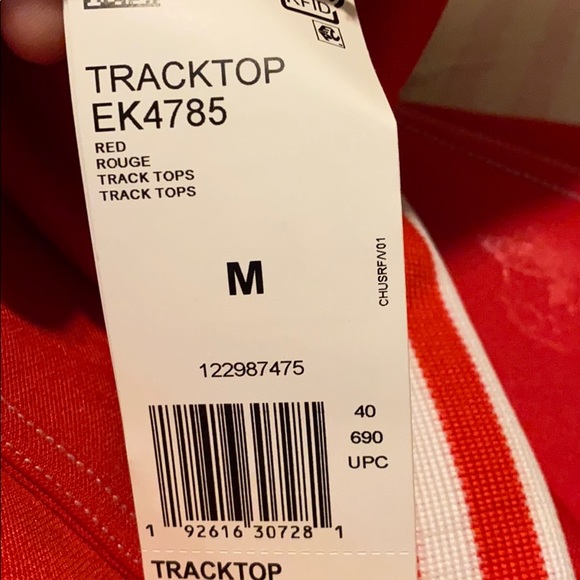 RFID
TRACKTOP
EK4785
RED
ROUGE
TRACK TOPS
TRACK TOPS
M
CHUSRF/V01
122987475
40
690
UPC
1 92616 30728 1
TRACKTOP